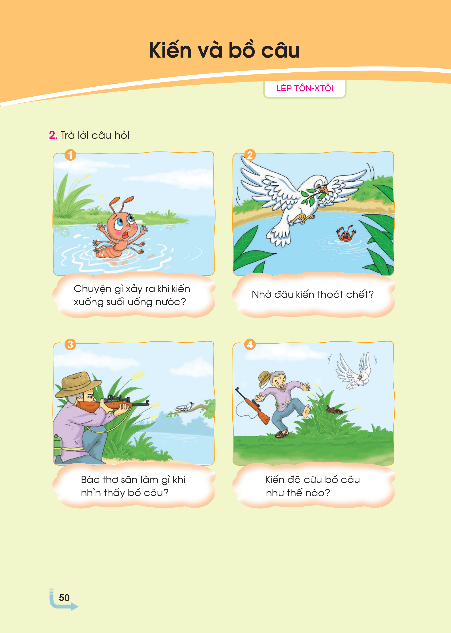 Kiến và bồ câu
LÉP TÔN-XTÔI
2. Trả lời câu hỏi
1
2
Chuyện gì xảy ra khi kiến
xuống suối uống nước?
Nhờ đâu kiến thoát chết?
3
4
Bác thợ săn làm gì khi
nhìn thấy bồ câu?
Kiến đã cứu bồ câu
như thế nào?
50